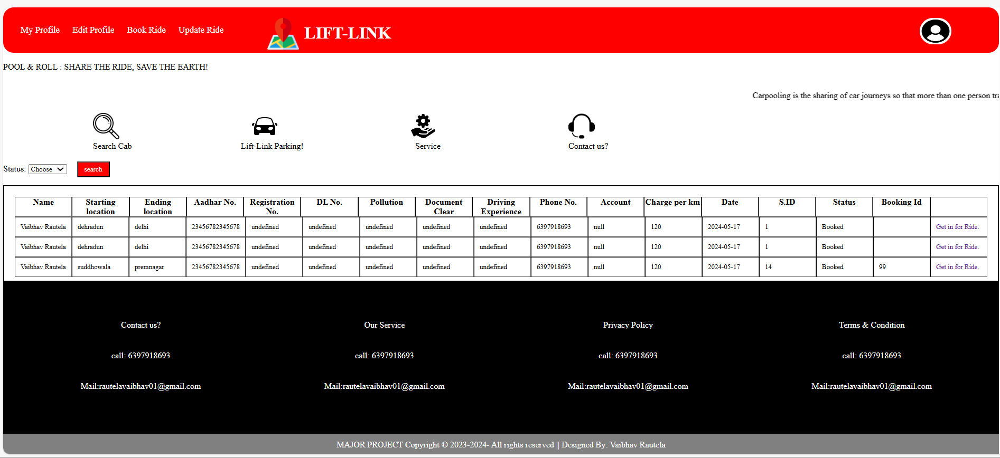 My Profile Edit Profile Book Ride Update Ride LIFT-LINK
POOL & ROLL : SHARE THE RIDE, SAVE THE EARTH!
Carpooling is the sharing of car journeys so that more than one person tra
Search Cab Lift-Link Parking! Service Contact us?
Status: Choose search
Name Starting location Ending location Aadhar No. Registration No. DL No. Pollution Document Clear Driving Experience Phone No. Account Charge per km Date S.ID Status Booking Id
Vaibhav Rautela dehradun delhi 23456782345678 undefined undefined undefined undefined undefined 6397918693 null 120 2024-05-17 1 Booked Get in for Ride.
Vaibhav Rautela dehradun delhi 23456782345678 undefined undefined undefined undefined undefined 6397918693 null 120 2024-05-17 1 Booked Get in for Ride.
Vaibhav Rautela suddhowala premnagar 23456782345678 undefined undefined undefined undefined undefined 6397918693 null 120 2024-05-17 14 Booked 99 Get in for Ride.
Contact us? Our Service Privacy Policy Terms & Condition
call: 6397918693 call: 6397918693 call: 6397918693 call: 6397918693
Mail:rautelavaibhav01@gmail.com Mail:rautelavaibhav01@gmail.com Mail:rautelavaibhav01@gmail.com Mail:rautelavaibhav01@gmail.com
MAJOR PROJECT Copyright © 2023-2024- All rights reserved || Designed By: Vaibhav Rautela